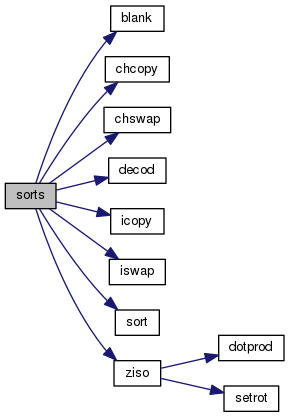 blank
chcopy
chswap
decod
sorts
icopy
iswap
sort
dotprod
ziso
setrot